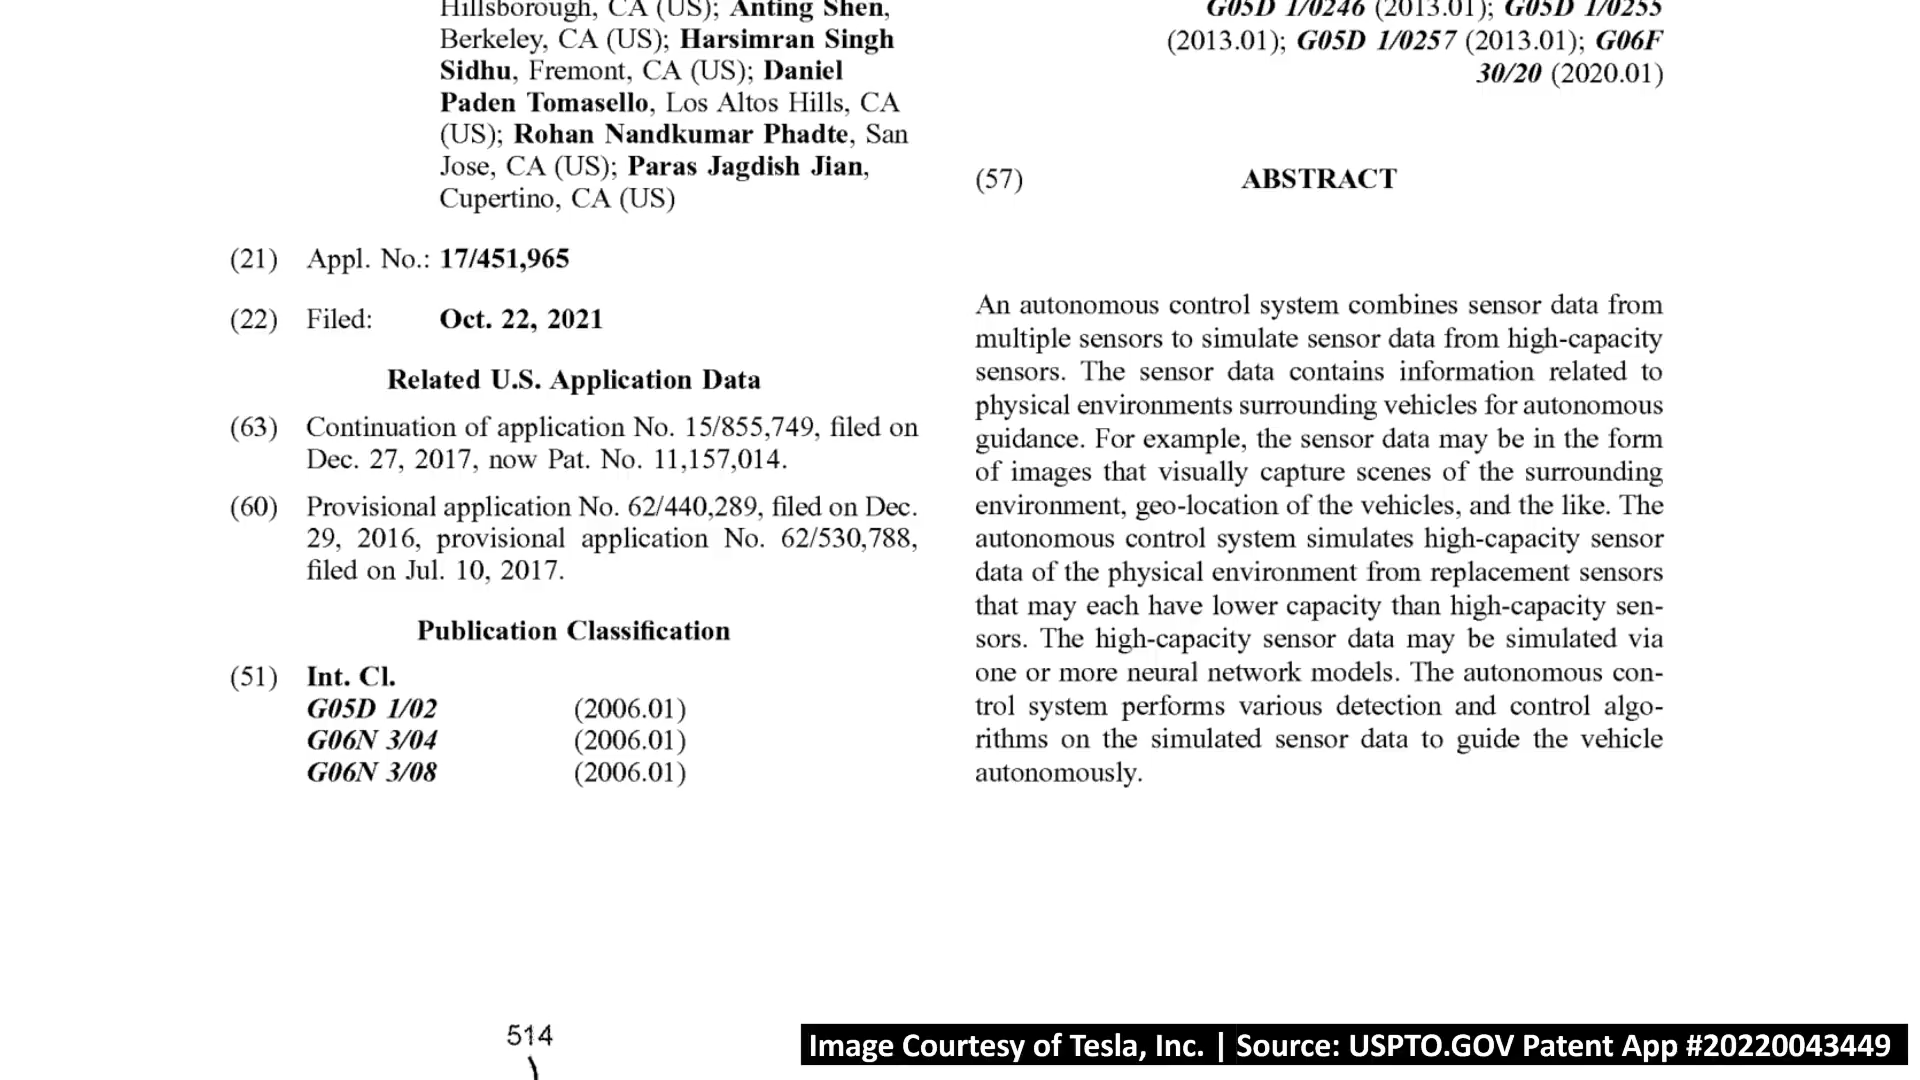 Hillsborough, CA (US); Anting Shen,
Berkeley, CA (US); Harsimran Singh
Sidhu, Fremont, CA (US); Daniel
Paden Tomasello, Los Altos Hills, CA
(US); Rohan Nandkumar Phadte, San
Jose, CA (US); Paras Jagdish Jian,
Cupertino, CA (US)
(21) Appl. No.: 17/451,965
(22) Filed: Oct. 22, 2021
Related U.S. Application Data
(63) Continuation of application No. 15/855,749, filed on
Dec. 27, 2017, now Pat. No. 11,157,014.
(60) Provisional application No. 62/440,289, filed on Dec.
29, 2016, provisional application No. 62/530,788,
filed on Jul. 10, 2017.
Publication Classification
(51) Int. Cl.
G05D 1/02 (2006.01)
G06N 3/04 (2006.01)
G06N 3/08 (2006.01)
G05D 1/0246 (2013.01); G05D 1/0255
(2013.01); G05D 1/0257 (2013.01); G06F
30/20 (2020.01)
(57) ABSTRACT
An autonomous control system combines sensor data from
multiple sensors to simulate sensor data from high-capacity
sensors. The sensor data contains information related to
physical environments surrounding vehicles for autonomous
guidance. For example, the sensor data may be in the form
of images that visually capture scenes of the surrounding
environment, geo-location of the vehicles, and the like. The
autonomous control system simulates high-capacity sensor
data of the physical environment from replacement sensors
that may each have lower capacity than high-capacity sen-
sors. The high-capacity sensor data may be simulated via
one or more neural network models. The autonomous con-
trol system performs various detection and control algo-
rithms on the simulated sensor data to guide the vehicle
autonomously.
514
Image Courtesy of Tesla, Inc. | Source: USPTO.GOV Patent App #20220043449